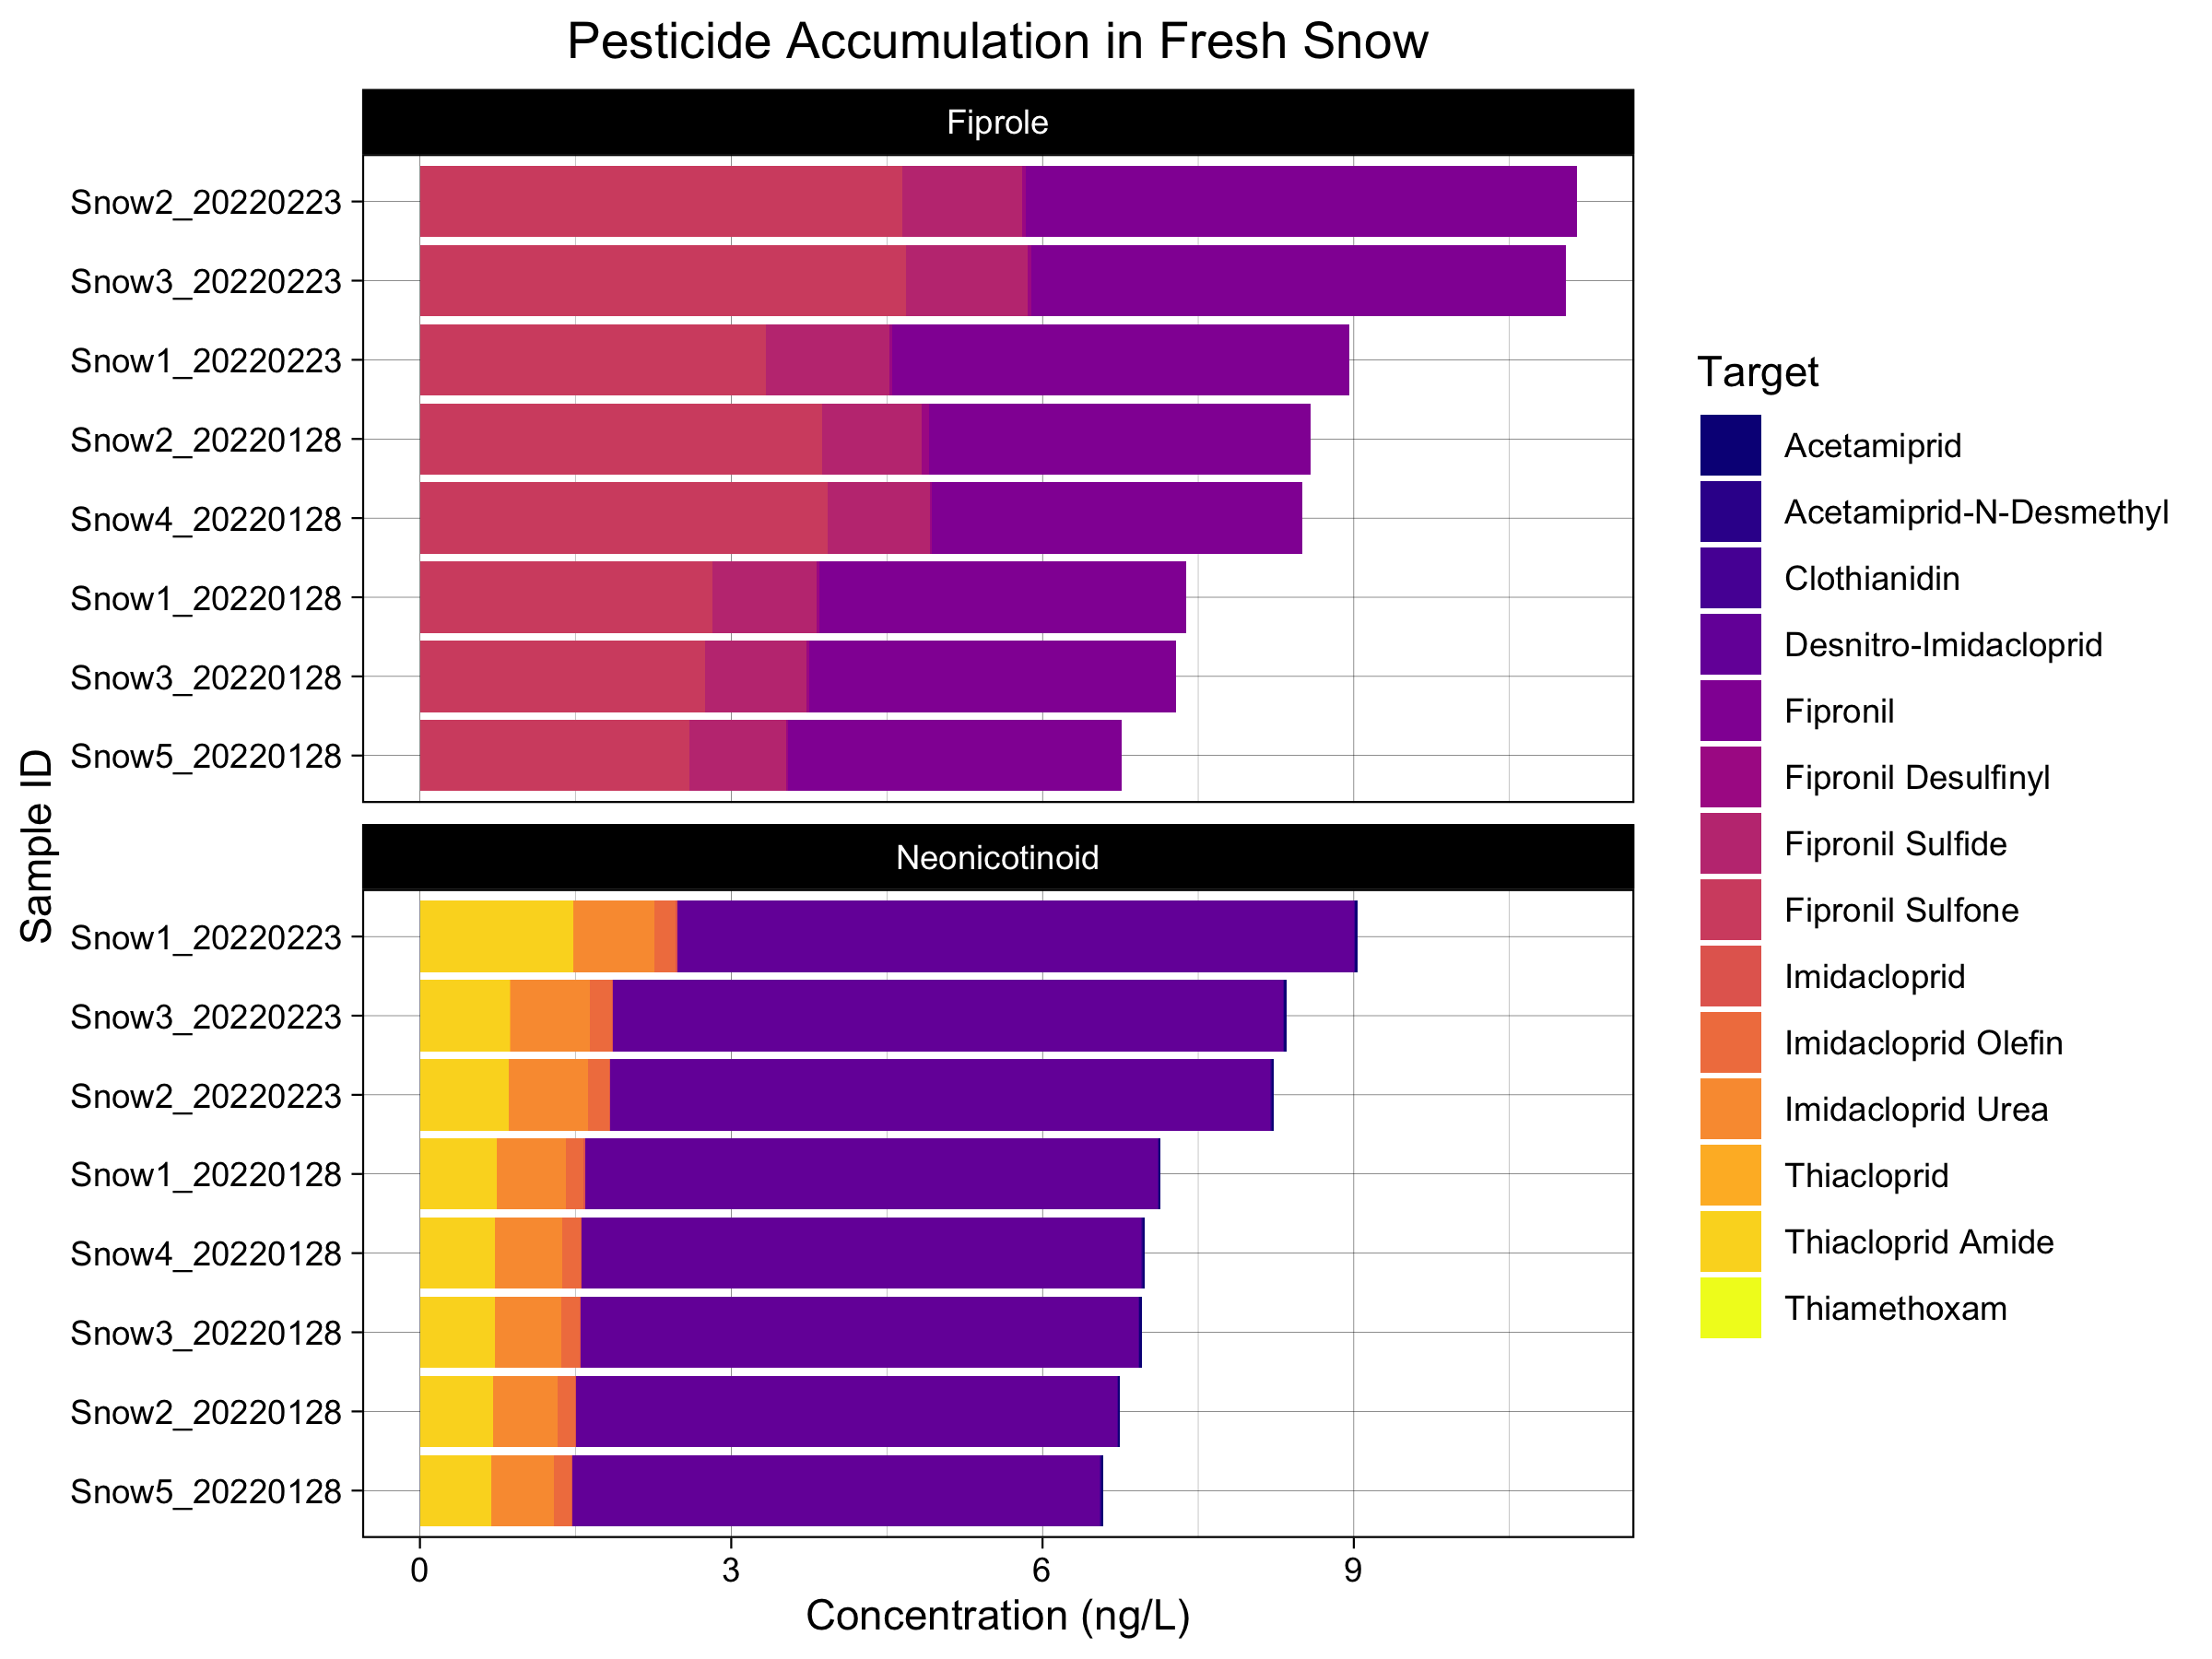 Pesticide Accumulation in Fresh Snow
Fiprole
Snow2_20220223
Snow3_20220223
Snow1_20220223
Snow2_20220128
Snow4_20220128
Snow1_20220128
Snow3_20220128
Snow5_20220128
Neonicotinoid
Snow1_20220223
Snow3_20220223
Snow2_20220223
Snow1_20220128
Snow4_20220128
Snow3_20220128
Snow2_20220128
Snow5_20220128
0 3 6 9
Concentration (ng/L)
Sample ID
Target
Acetamiprid
Acetamiprid-N-Desmethyl
Clothianidin
Desnitro-Imidacloprid
Fipronil
Fipronil Desulfinyl
Fipronil Sulfide
Fipronil Sulfone
Imidacloprid
Imidacloprid Olefin
Imidacloprid Urea
Thiacloprid
Thiacloprid Amide
Thiamethoxam